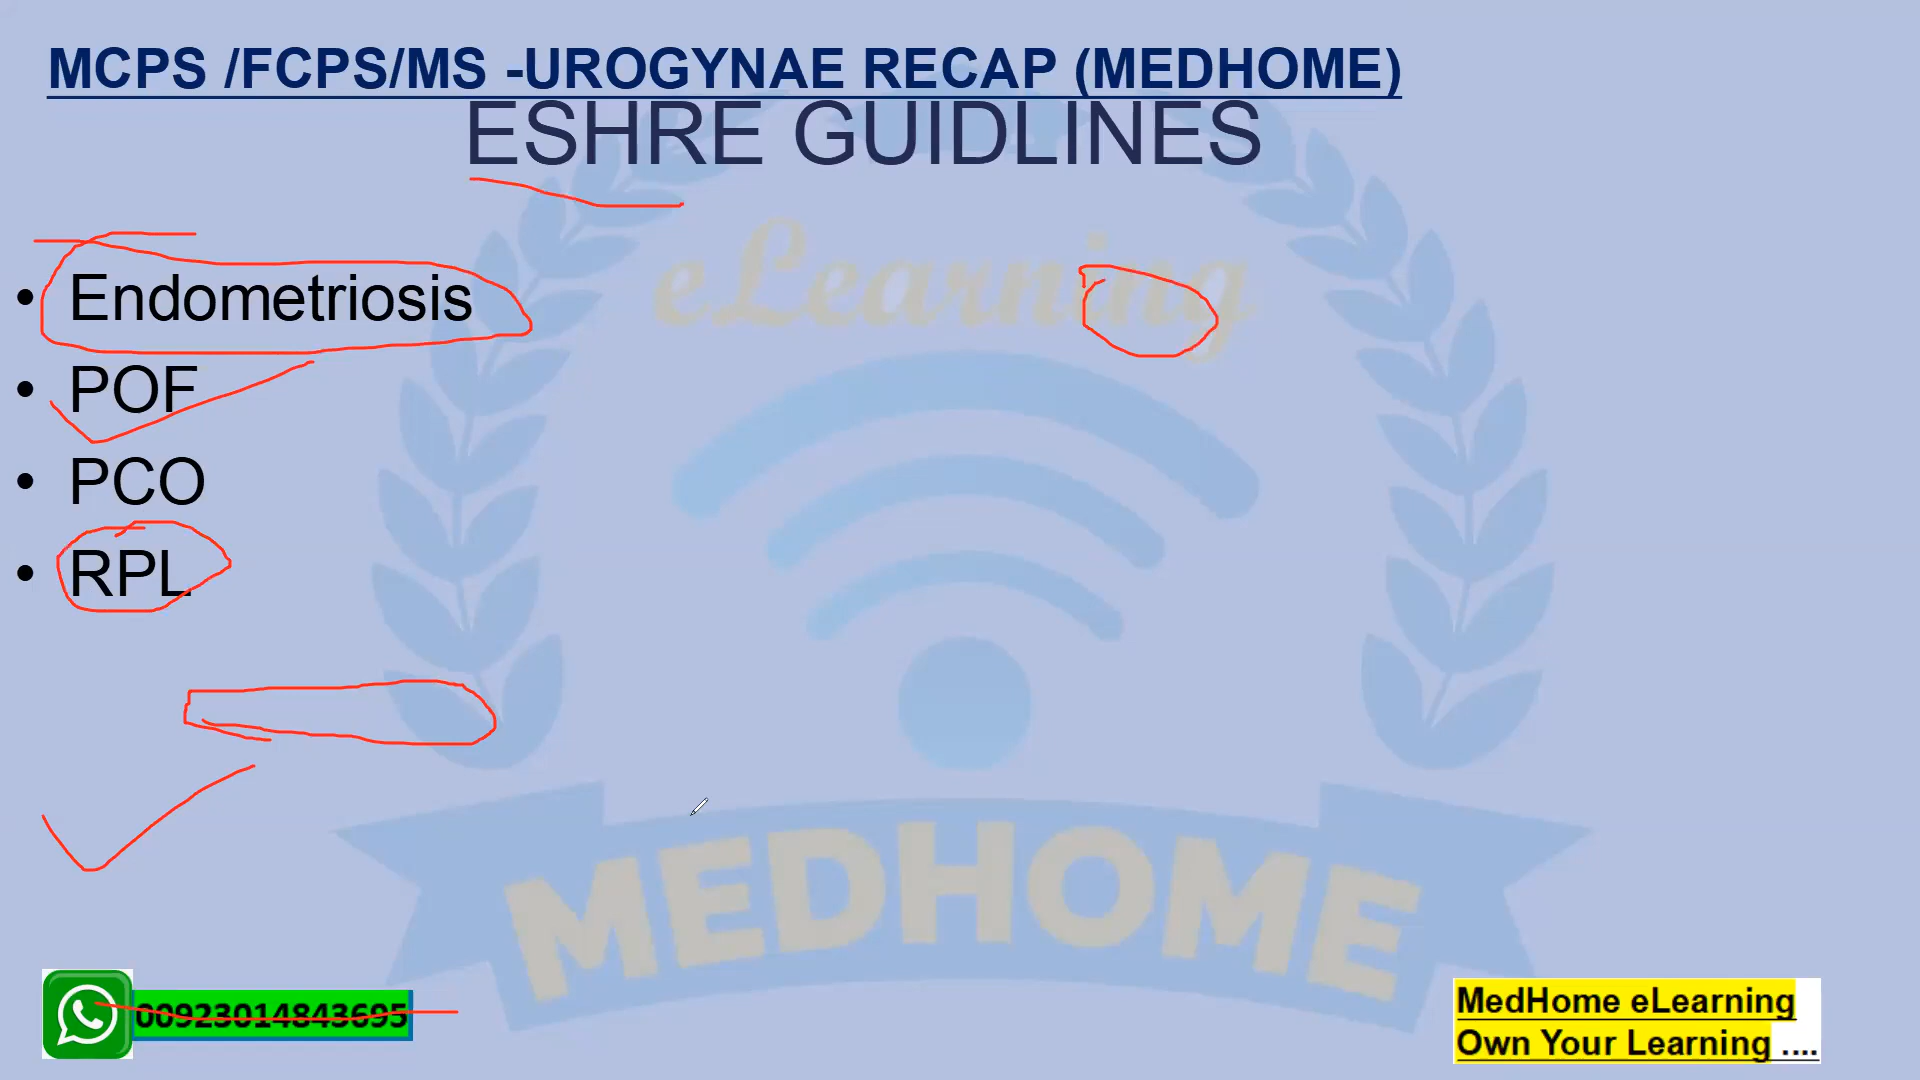 MCPS /FCPS/MS -UROGYNAE RECAP (MEDHOME)
ESHRE GUIDLINES
eLearning
• Endometriosis
• POF
• PCO
• RPL
MEDHOME
00923014843695
MedHome eLearning
Own Your Learning ....